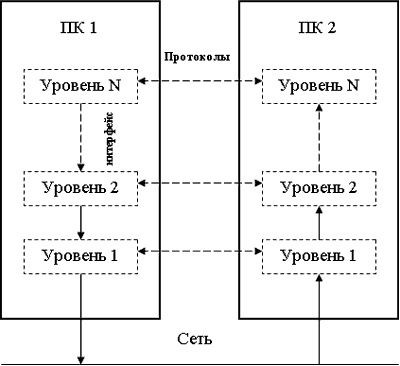 ПК 1
ПК 2
Протоколы
Уровень N
Уровень N
интерфейс
Уровень 2
Уровень 2
Уровень 1
Уровень 1
Сеть